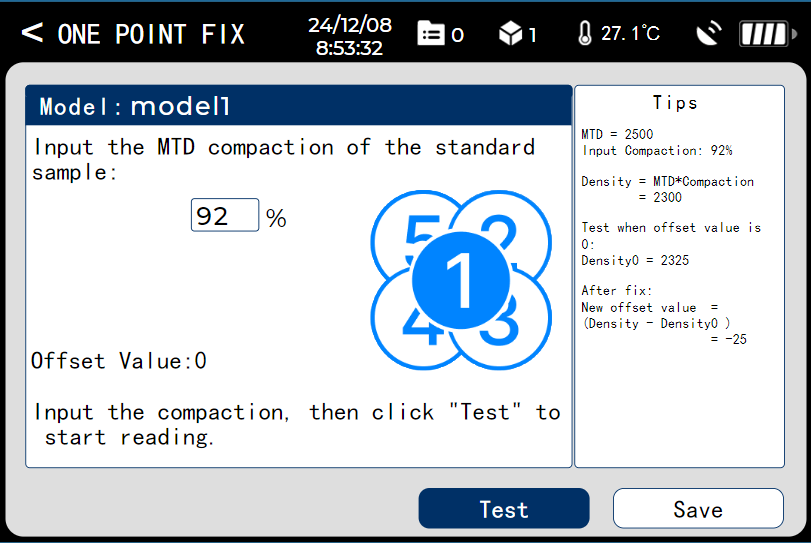 < ONE POINT FIX
24/12/08
8:53:32
0
1
27.1℃
Model: model1
Input the MTD compaction of the standard
sample:
92 %
5 2
1
4 3
Offset Value:0
Input the compaction, then click "Test" to
start reading.
Tips
MTD = 2500
Input Compaction: 92%
Density = MTD*Compaction
= 2300
Test when offset value is
0:
Density0 = 2325
After fix:
New offset value =
(Density - Density0 )
= -25
Test
Save